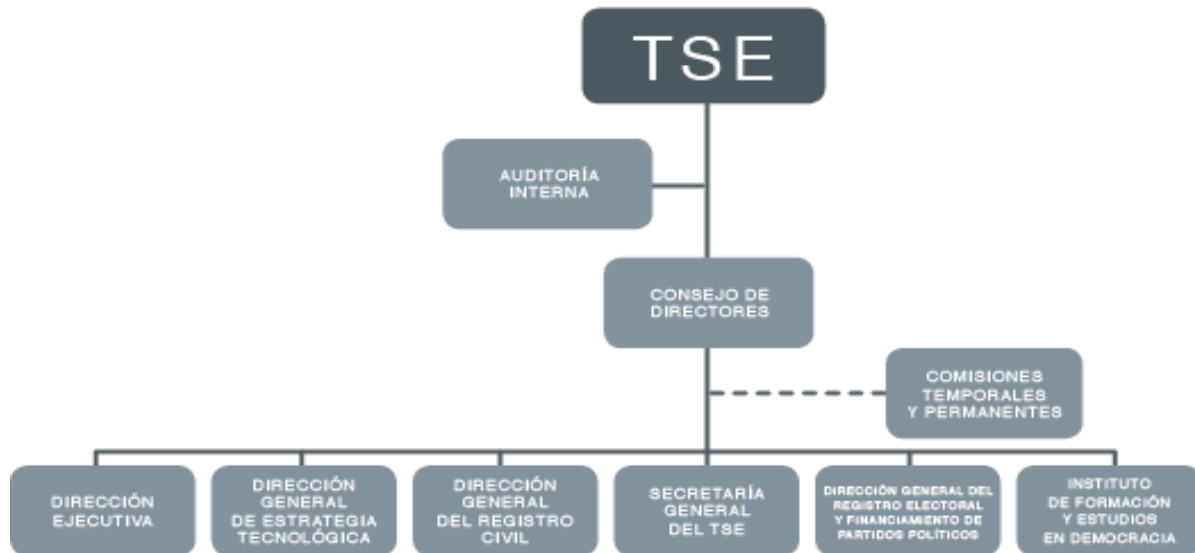 TSE
AUDITORÍA
INTERNA
CONSEJO DE
DIRECTORES
COMISIONES
TEMPORALES
Y PERMANENTES
DIRECCIÓN
EJECUTIVA
DIRECCIÓN
GENERAL
DE ESTRATEGIA
TECNOLÓGICA
DIRECCIÓN
GENERAL
DEL REGISTRO
CIVIL
SECRETARÍA
GENERAL
DEL TSE
DIRECCIÓN GENERAL DEL
REGISTRO ELECTORAL
Y FINANCIAMIENTO DE
PARTIDOS POLÍTICOS
INSTITUTO
DE FORMACIÓN
Y ESTUDIOS
EN DEMOCRACIA